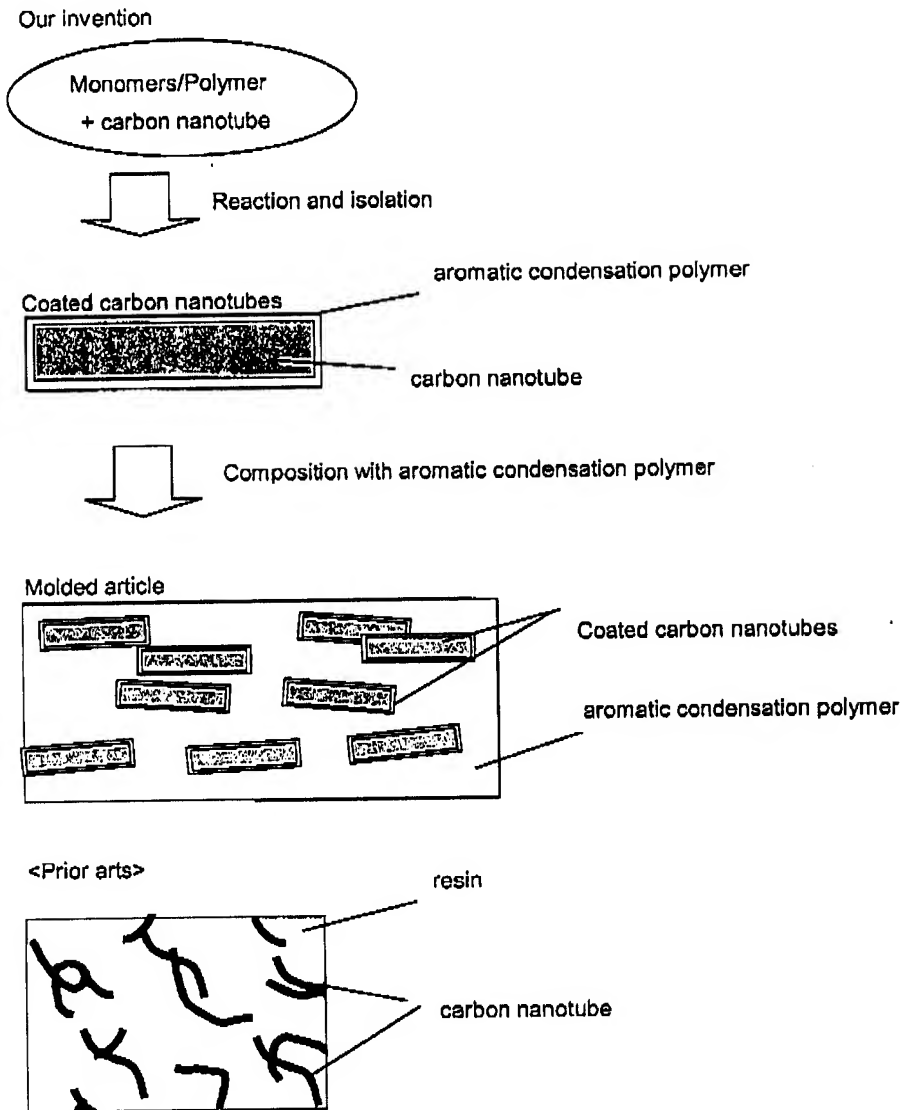 Our invention
Monomers/Polymer
+ carbon nanotube
Reaction and isolation
aromatic condensation polymer
Coated carbon nanotubes
carbon nanotube
Composition with aromatic condensation polymer
Molded article
Coated carbon nanotubes
aromatic condensation polymer
<Prior arts>
resin
carbon nanotube